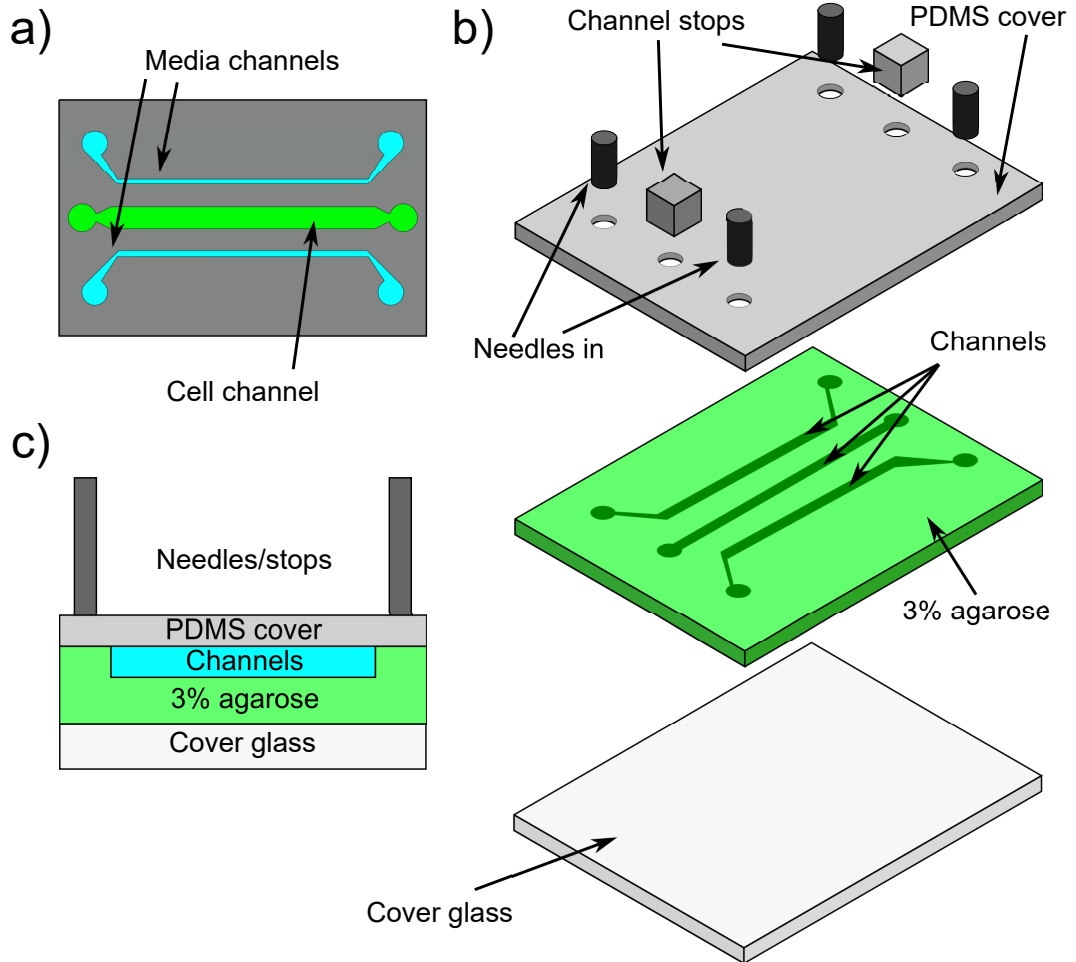 a)
Media channels
Cell channel
b)
Channel stops
PDMS cover
Needles in
Channels
3% agarose
Cover glass
c)
Needles/stops
PDMS cover
Channels
3% agarose
Cover glass